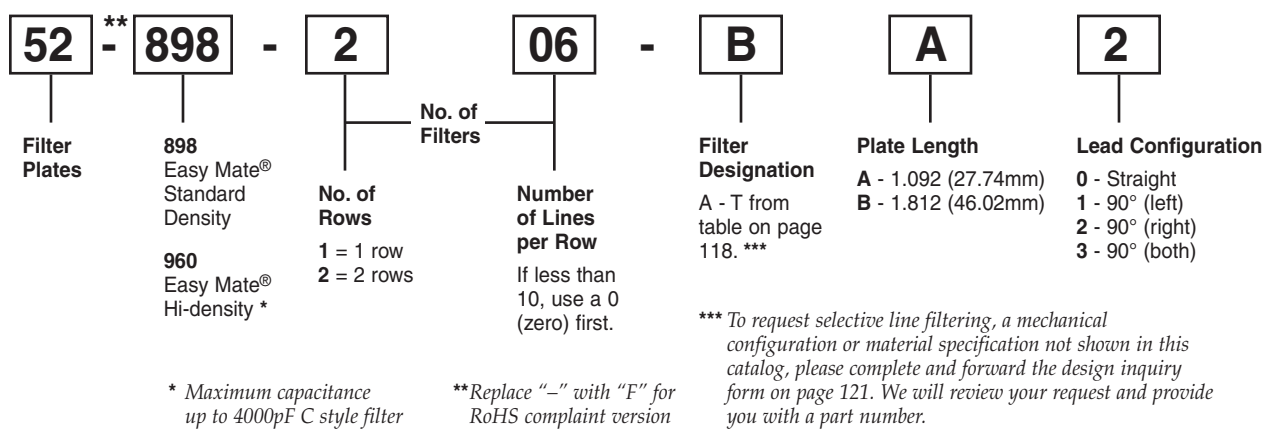 52 -** 898 - 2 06 - B A 2
No. of
Filters
Filter
Plates
898
Easy Mate®
Standard
Density
960
Easy Mate®
Hi-density *
No. of
Rows
1 = 1 row
2 = 2 rows
Number
of Lines
per Row
If less than
10, use a 0
(zero) first.
Filter
Designation
A - T from
table on page
118. ***
Plate Length
A - 1.092 (27.74mm)
B - 1.812 (46.02mm)
Lead Configuration
0 - Straight
1 - 90° (left)
2 - 90° (right)
3 - 90° (both)
*** To request selective line filtering, a mechanical
configuration or material specification not shown in this
catalog, please complete and forward the design inquiry
form on page 121. We will review your request and provide
you with a part number.
* Maximum capacitance
up to 4000pF C style filter
**Replace “–” with “F” for
RoHS complaint version